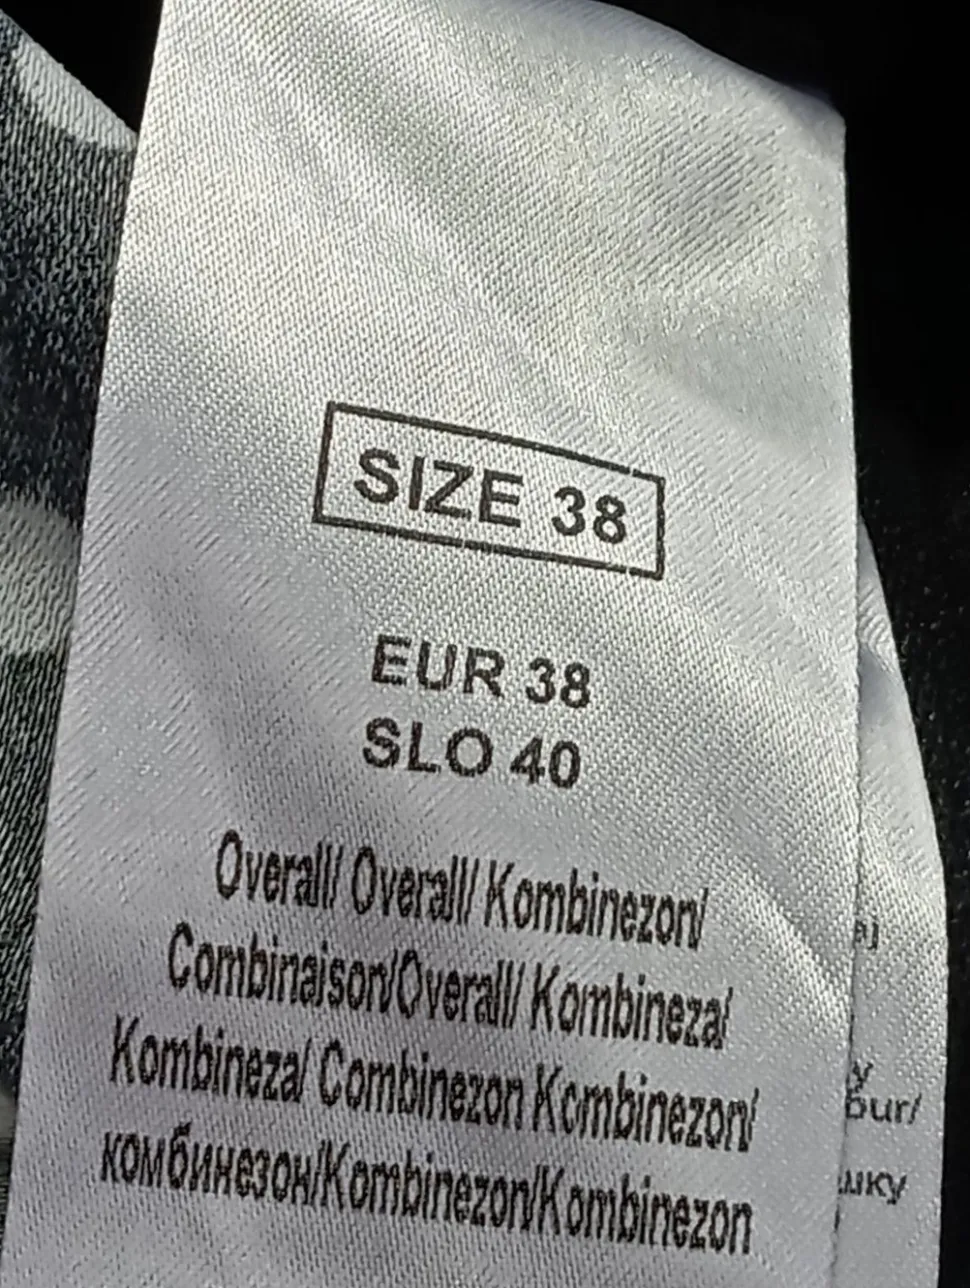 SIZE 38
EUR 38
SLO 40
Overall/ Overall/ Kombinezon/
Combinaison/Overall/ Kombineza/
Kombineza/ Combinezon Kombinezon/
комбинезон/Kombinezon/Kombinezon